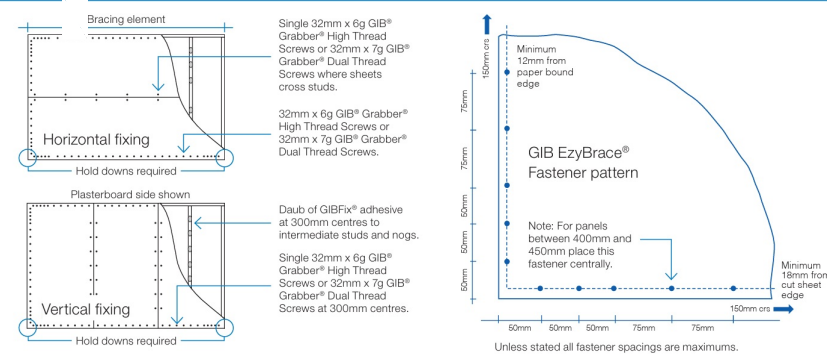 Bracing element
Single 32mm x 6g GIB®
Grabber® High Thread
Screws or 32mm x 7g GIB®
Grabber® Dual Thread
Screws where sheets
cross studs.
32mm x 6g GIB® Grabber®
High Thread Screws or
32mm x 7g GIB® Grabber®
Dual Thread Screws.
Horizontal fixing
Hold downs required
Plasterboard side shown
Daub of GIBFix® adhesive
at 300mm centres to
intermediate studs and nogs.
Single 32mm x 6g GIB®
Grabber® High Thread
Screws or 32mm x 7g GIB®
Grabber® Dual Thread
Screws at 300mm centres.
Vertical fixing
Hold downs required
150mm crs
Minimum
12mm from
paper bound
edge
75mm
75mm
50mm
50mm
50mm
GIB EzyBrace®
Fastener pattern
Note: For panels
between 400mm and
450mm place this
fastener centrally.
Minimum
18mm from
cut sheet
edge
150mm crs
50mm
50mm
50mm
75mm
75mm
Unless stated all fastener spacings are maximums.